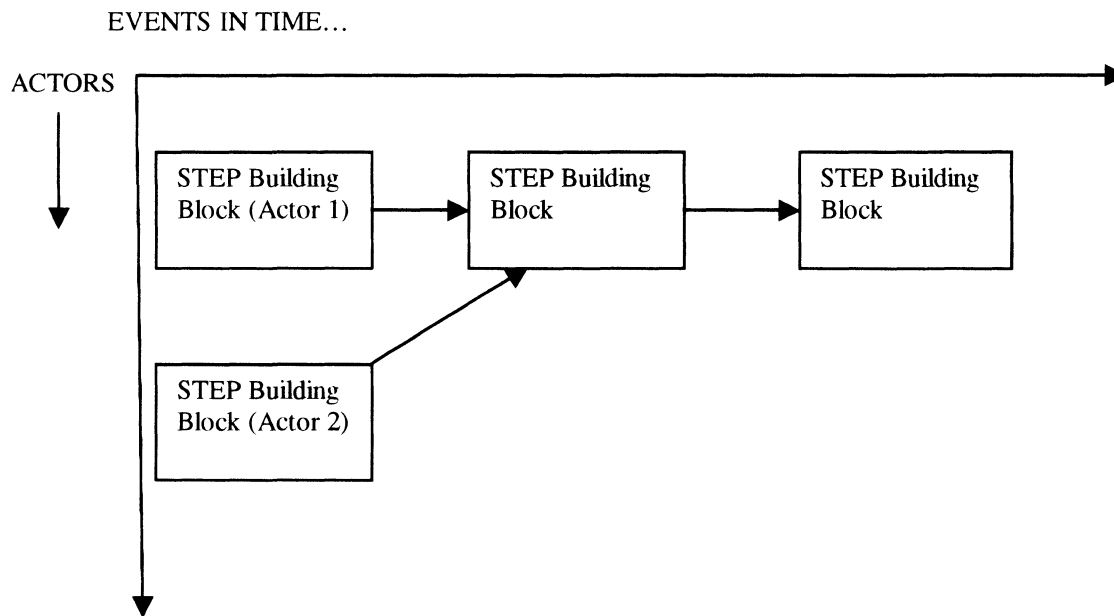 EVENTS IN TIME…
ACTORS
STEP Building
Block (Actor 1)
STEP Building
Block
STEP Building
Block
STEP Building
Block (Actor 2)